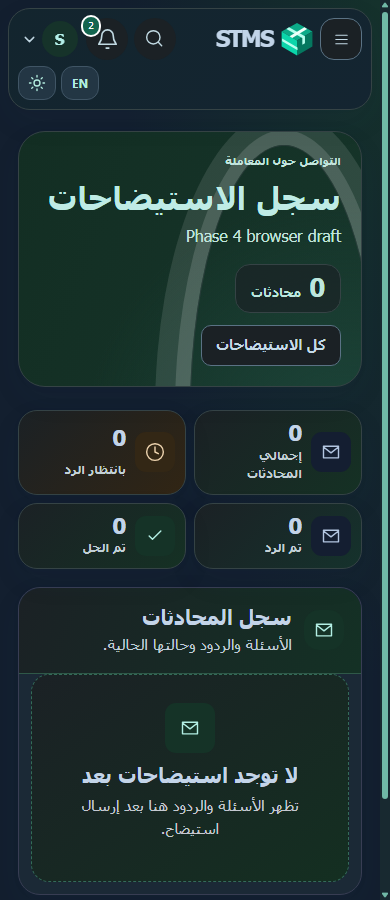 STMS
2
S
EN
التواصل حول المعاملة
سجل الاستيضاحات
Phase 4 browser draft
0 محادثات
كل الاستيضاحات
0
إجمالي
المحادثات
0
بانتظار الرد
0
تم الرد
0
تم الحل
سجل المحادثات
الأسئلة والردود وحالتها الحالية.
لا توجد استيضاحات بعد
تظهر الأسئلة والردود هنا بعد إرسال
استيضاح.